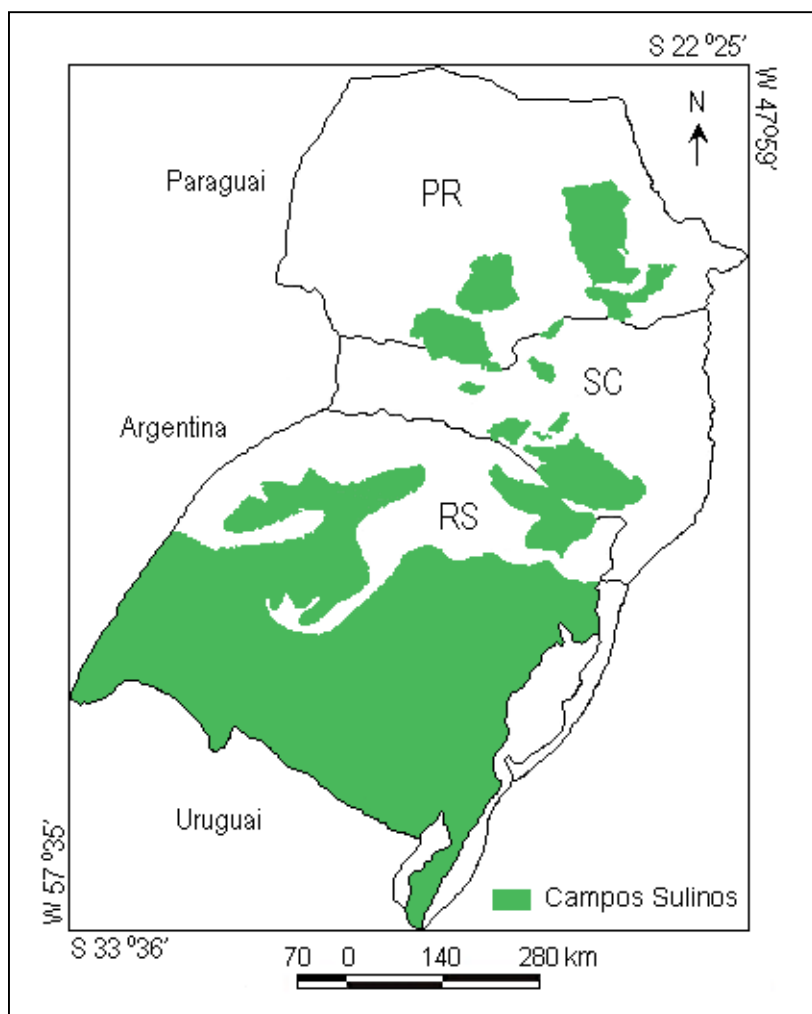 S 22 º25'
W 47º59'
N
Paraguai
PR
SC
Argentina
RS
Uruguai
W 57 º35'
Campos Sulinos
S 33 º36'
70 0 140 280 km